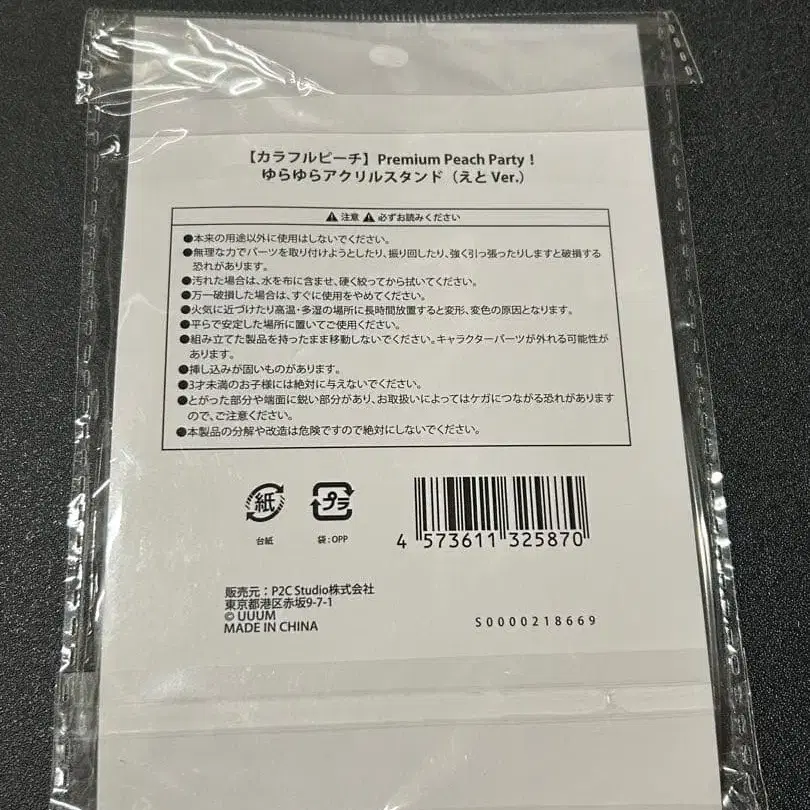 【カラフルピーチ】Premium Peach Party！
ゆらゆらアクリルスタンド（えとVer.）
⚠注意⚠必ずお読みください
●本来の用途以外に使用はしないでください。
●無理な力でパーツを取り付けようとしたり、振り回したり、強く引っ張ったりしますと破損する
恐れがあります。
●汚れた場合は、水を布に含ませ、硬く絞ってから拭いてください。
●万一破損した場合は、すぐに使用をやめてください。
●火気に近づけたり高温・多湿の場所に長時間放置すると変形、変色の原因となります。
●平らで安定した場所に置いてご使用ください。
●組み立てた製品を持ったまま移動しないでください。キャラクターパーツが外れる可能性が
あります。
●挿し込みが固いものがあります。
●3才未満のお子様には絶対に与えないでください。
●とがった部分や端面に鋭い部分があり、お取扱いによってはケガにつながる恐れがあります
ので、ご注意ください。
●本製品の分解や改造は危険ですので絶対にしないでください。
紙
プラ
台紙
袋：OPP
4 573611 325870
販売元：P2C Studio株式会社
東京都港区赤坂9-7-1
© UUUM
MADE IN CHINA
S0000218669